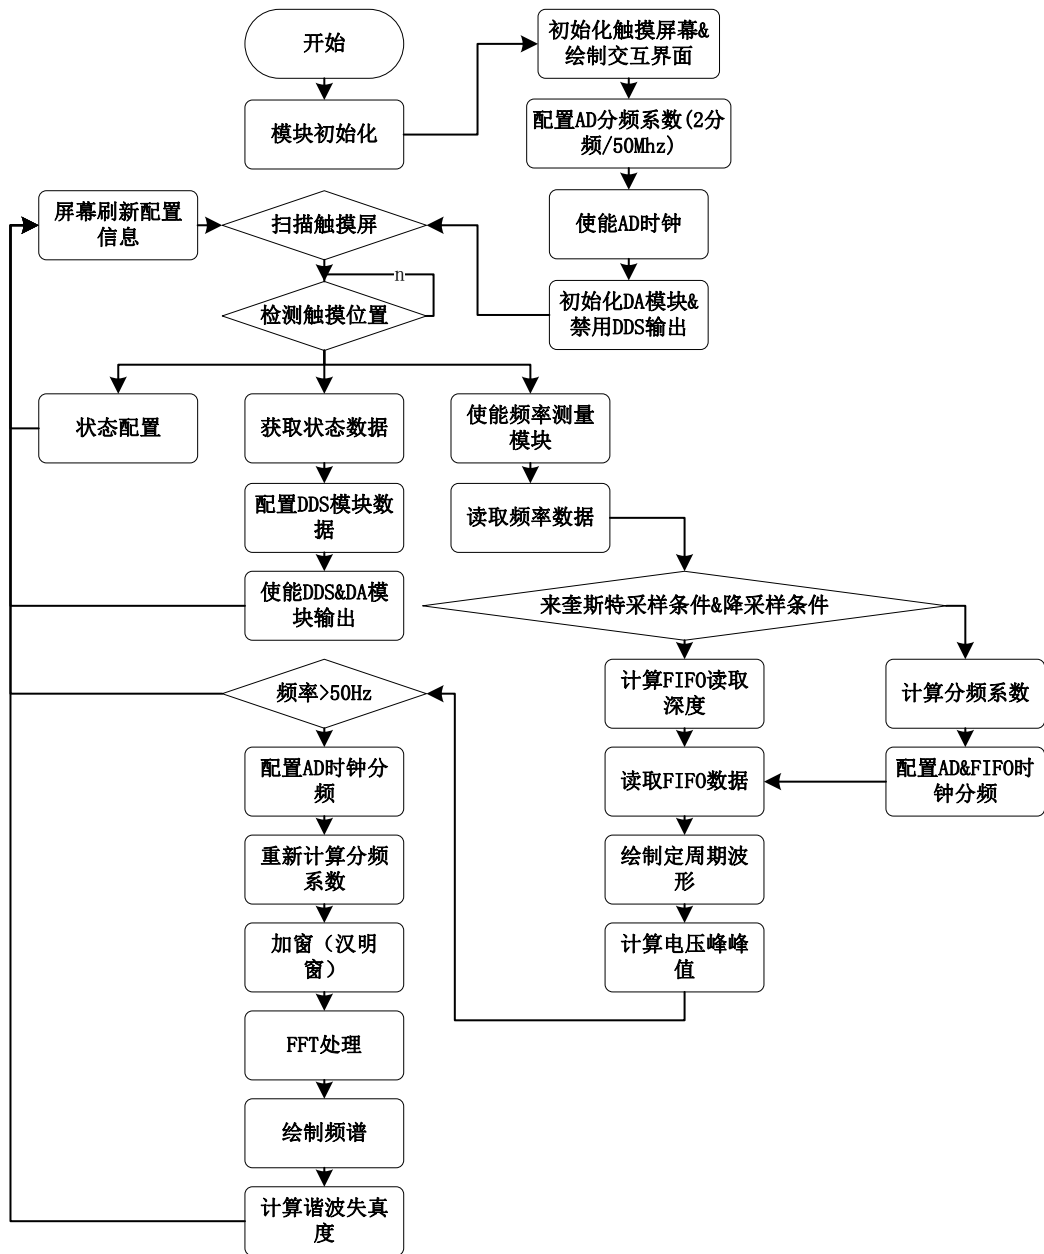 开始
模块初始化
初始化触摸屏幕&
绘制交互界面
配置AD分频系数(2分
频/50Mhz)
使能AD时钟
初始化DA模块&
禁用DDS输出
屏幕刷新配置
信息
扫描触摸屏
n
检测触摸位置
状态配置
获取状态数据
配置DDS模块数
据
使能DDS&DA模
块输出
使能频率测量
模块
读取频率数据
来奎斯特采样条件&降采样条件
计算FIFO读取
深度
计算分频系数
配置AD&FIFO时
钟分频
读取FIFO数据
绘制定周期波
形
计算电压峰峰
值
频率>50Hz
配置AD时钟分
频
重新计算分频
系数
加窗（汉明
窗）
FFT处理
绘制频谱
计算谐波失真
度